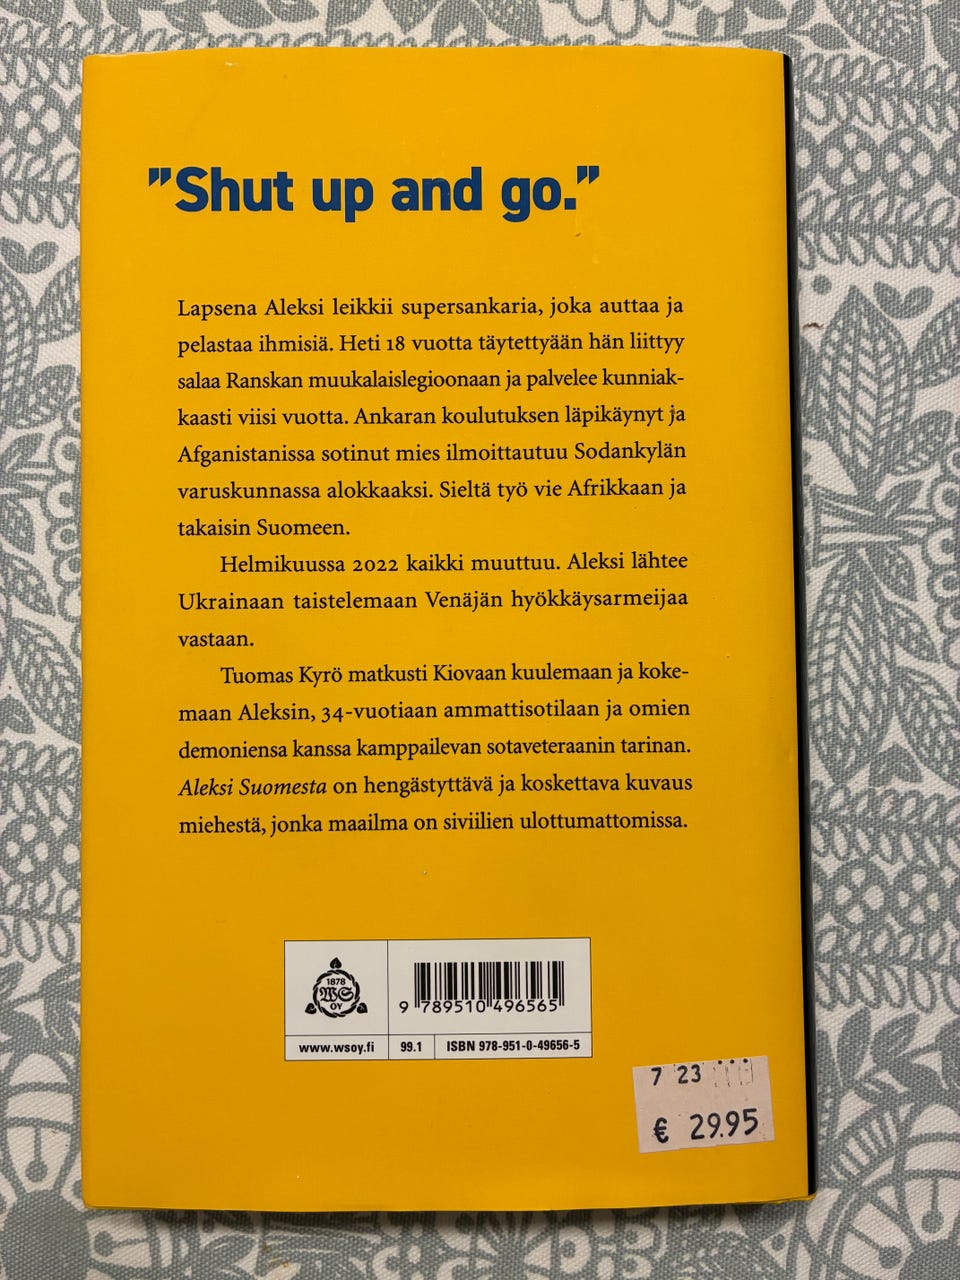 ”Shut up and go.”
Lapsena Aleksi leikkii supersankaria, joka auttaa ja
pelastaa ihmisiä. Heti 18 vuotta täytettyään hän liittyy
salaa Ranskan muukalaislegioonaan ja palvelee kunniak-
kaasti viisi vuotta. Ankaran koulutuksen läpikäynyt ja
Afganistanissa sotinut mies ilmoittautuu Sodankylän
varuskunnassa alokkaaksi. Sieltä työ vie Afrikkaan ja
takaisin Suomeen.
Helmikuussa 2022 kaikki muuttuu. Aleksi lähtee
Ukrainaan taistelemaan Venäjän hyökkäysarmeijaa
vastaan.
Tuomas Kyrö matkusti Kiovaan kuulemaan ja koke-
maan Aleksin, 34-vuotiaan ammattisotilaan ja omien
demoniensa kanssa kamppailevan sotaveteraanin tarinan.
Aleksi Suomesta on hengästyttävä ja koskettava kuvaus
miehestä, jonka maailma on siviilien ulottumattomissa.
1878
WS
OY
9 789510 496565
www.wsoy.fi 99.1 ISBN 978-951-0-49656-5
7 23
€ 29.95